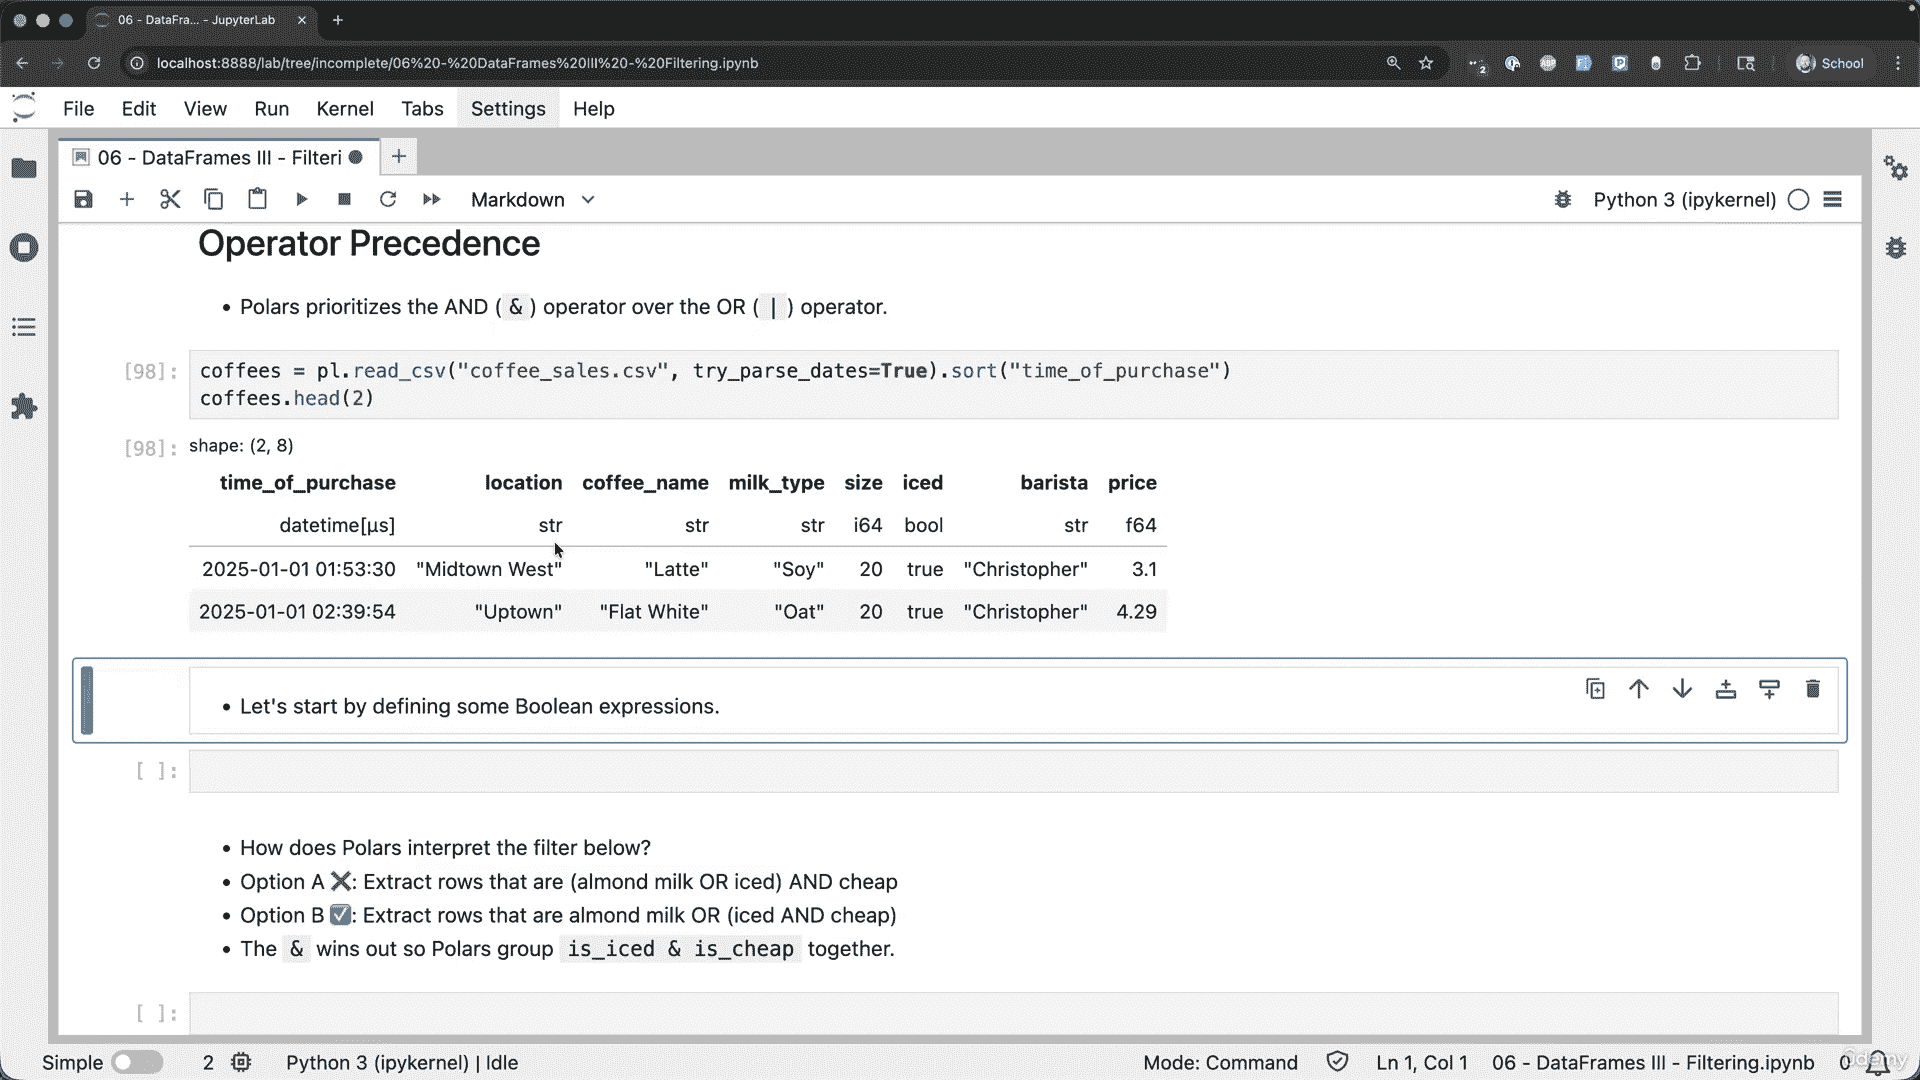 06 - DataFra... - JupyterLab
localhost:8888/lab/tree/incomplete/06%20-%20DataFrames%20III%20-%20Filtering.ipynb
2
School
File Edit View Run Kernel Tabs Settings Help
06 - DataFrames III - Filteri
Markdown
Python 3 (ipykernel)
Operator Precedence
• Polars prioritizes the AND ( & ) operator over the OR ( | ) operator.
[98]: coffees = pl.read_csv("coffee_sales.csv", try_parse_dates=True).sort("time_of_purchase")
coffees.head(2)
[98]: shape: (2, 8)
time_of_purchase location coffee_name milk_type size iced barista price
datetime[μs] str str str i64 bool str f64
2025-01-01 01:53:30 "Midtown West" "Latte" "Soy" 20 true "Christopher" 3.1
2025-01-01 02:39:54 "Uptown" "Flat White" "Oat" 20 true "Christopher" 4.29
• Let's start by defining some Boolean expressions.
[ ]:
• How does Polars interpret the filter below?
• Option A ❌: Extract rows that are (almond milk OR iced) AND cheap
• Option B ☑: Extract rows that are almond milk OR (iced AND cheap)
• The & wins out so Polars group is_iced & is_cheap together.
[ ]:
Simple 2 Python 3 (ipykernel) | Idle Mode: Command Ln 1, Col 1 06 - DataFrames III - Filtering.ipynb 0
Udemy